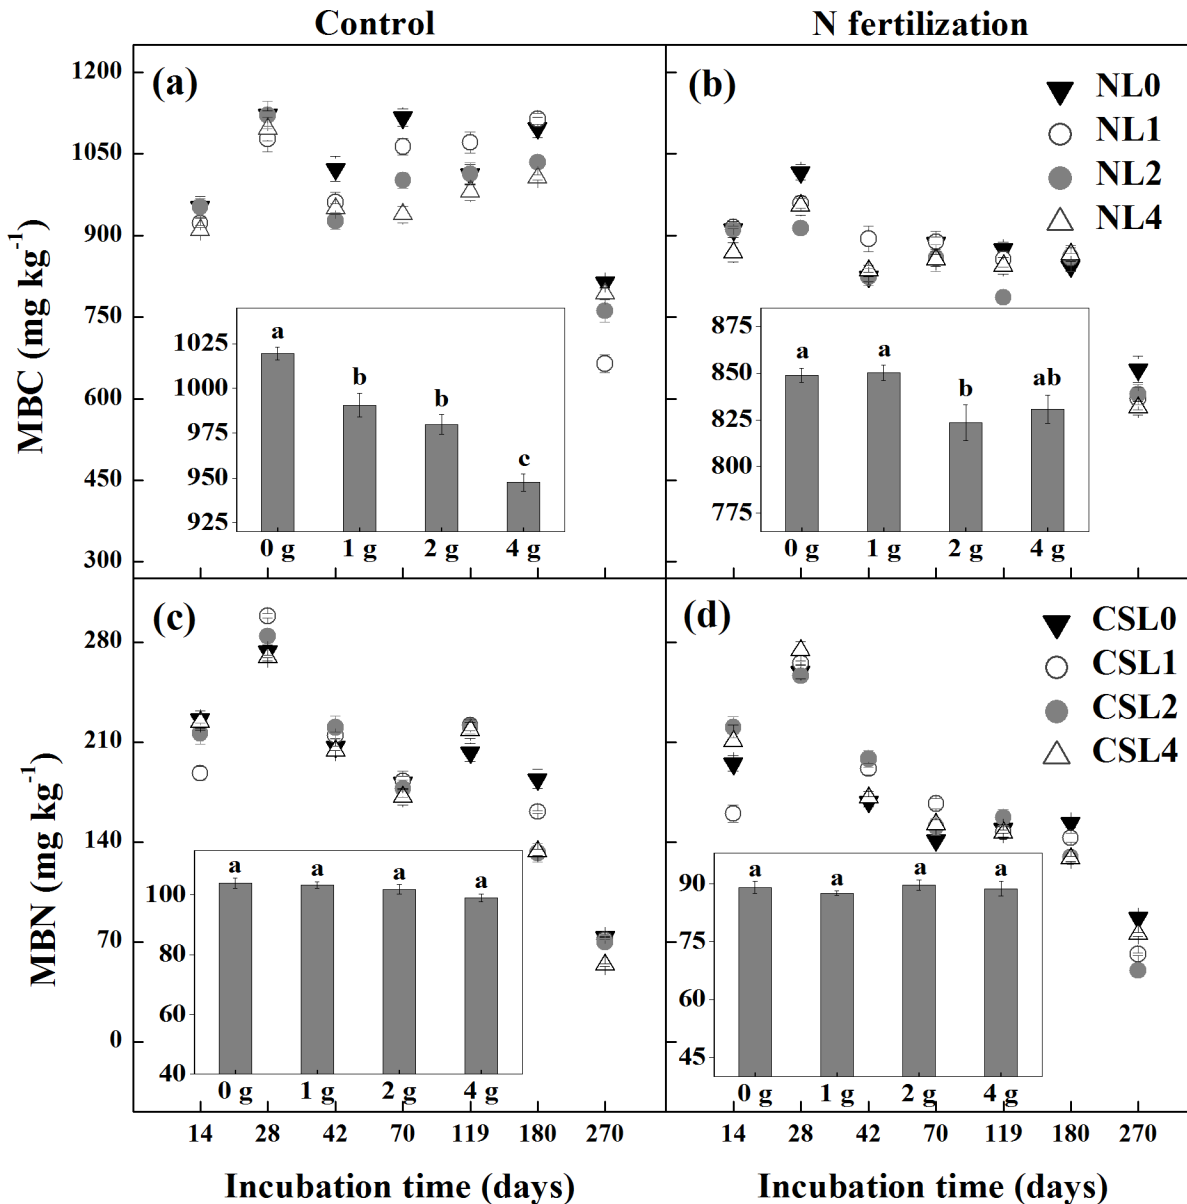 Control
N fertilization
(a)
MBC (mg kg⁻¹)
1200
1050
900
750
600
450
300
a
b
b
c
1025
1000
975
950
925
0 g 1 g 2 g 4 g
(b)
NL0
NL1
NL2
NL4
a
a
b
ab
875
850
825
800
775
0 g 1 g 2 g 4 g
(c)
MBN (mg kg⁻¹)
280
210
140
70
0
a
a
a
a
100
80
60
40
0 g 1 g 2 g 4 g
14 28 42 70 119 180 270
Incubation time (days)
(d)
CSL0
CSL1
CSL2
CSL4
a
a
a
a
90
75
60
45
0 g 1 g 2 g 4 g
14 28 42 70 119 180 270
Incubation time (days)